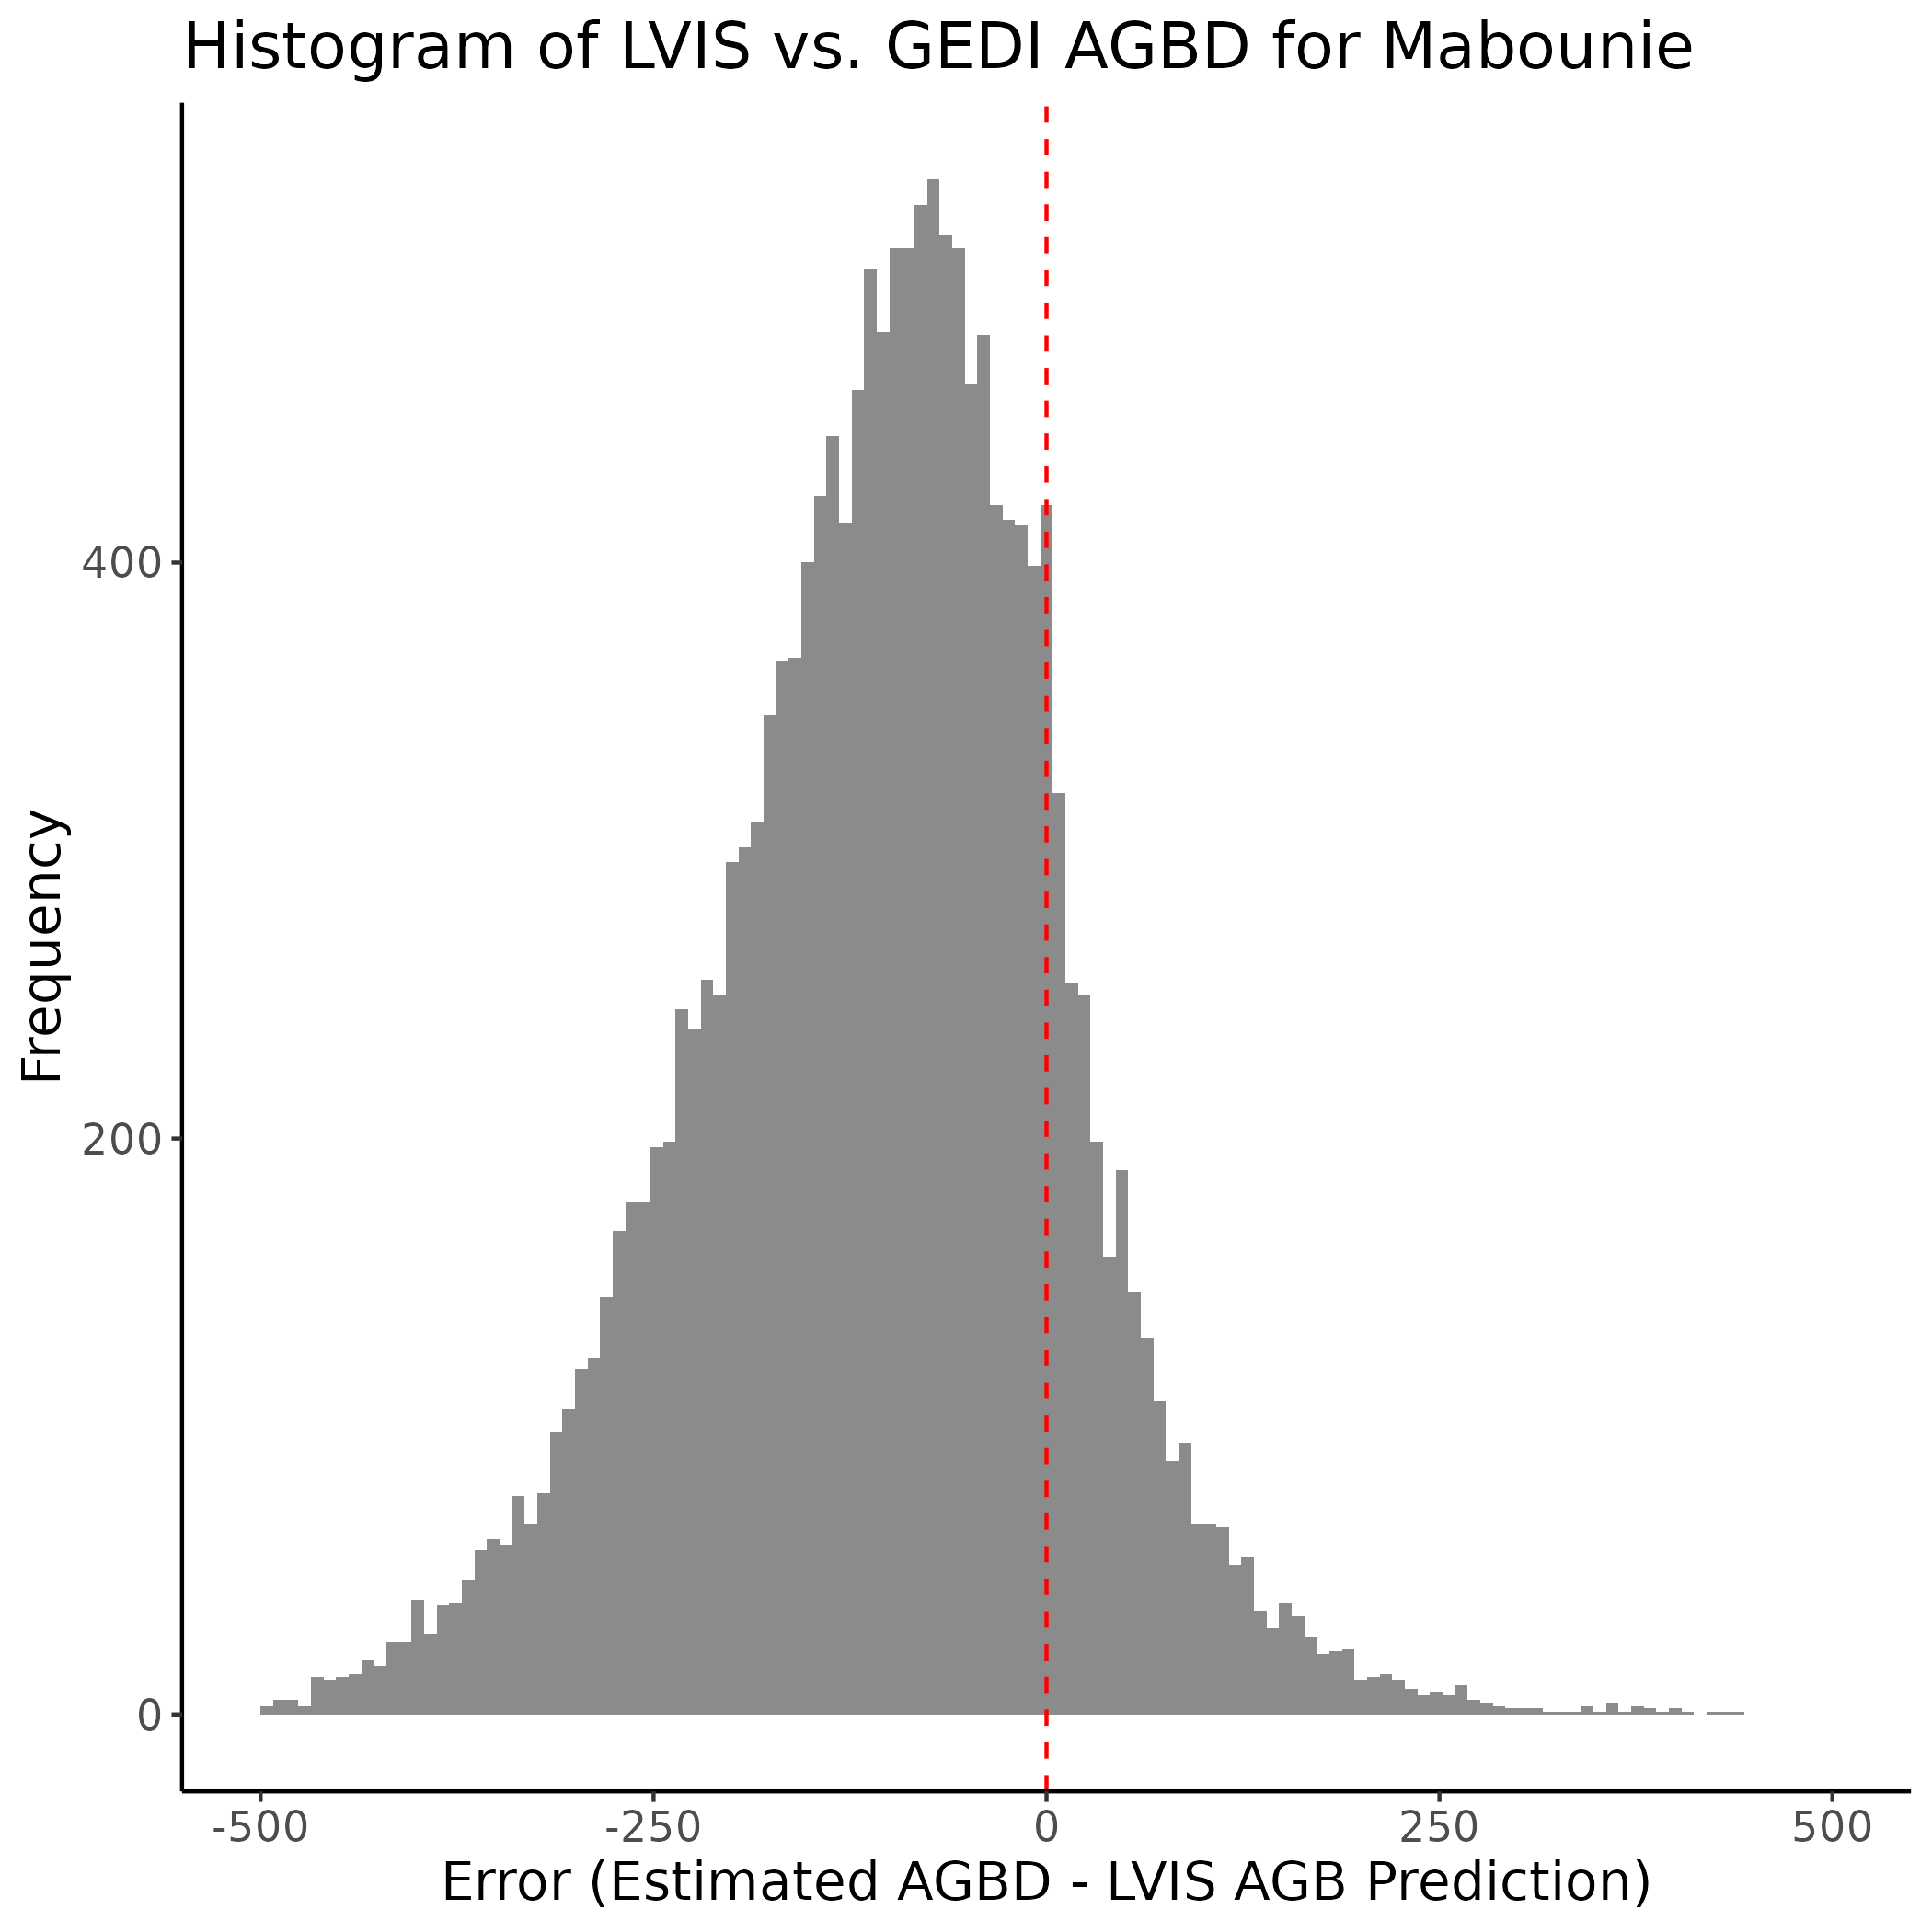 Histogram of LVIS vs. GEDI AGBD for Mabounie
Frequency
400
200
0
-500 -250 0 250 500
Error (Estimated AGBD - LVIS AGB Prediction)